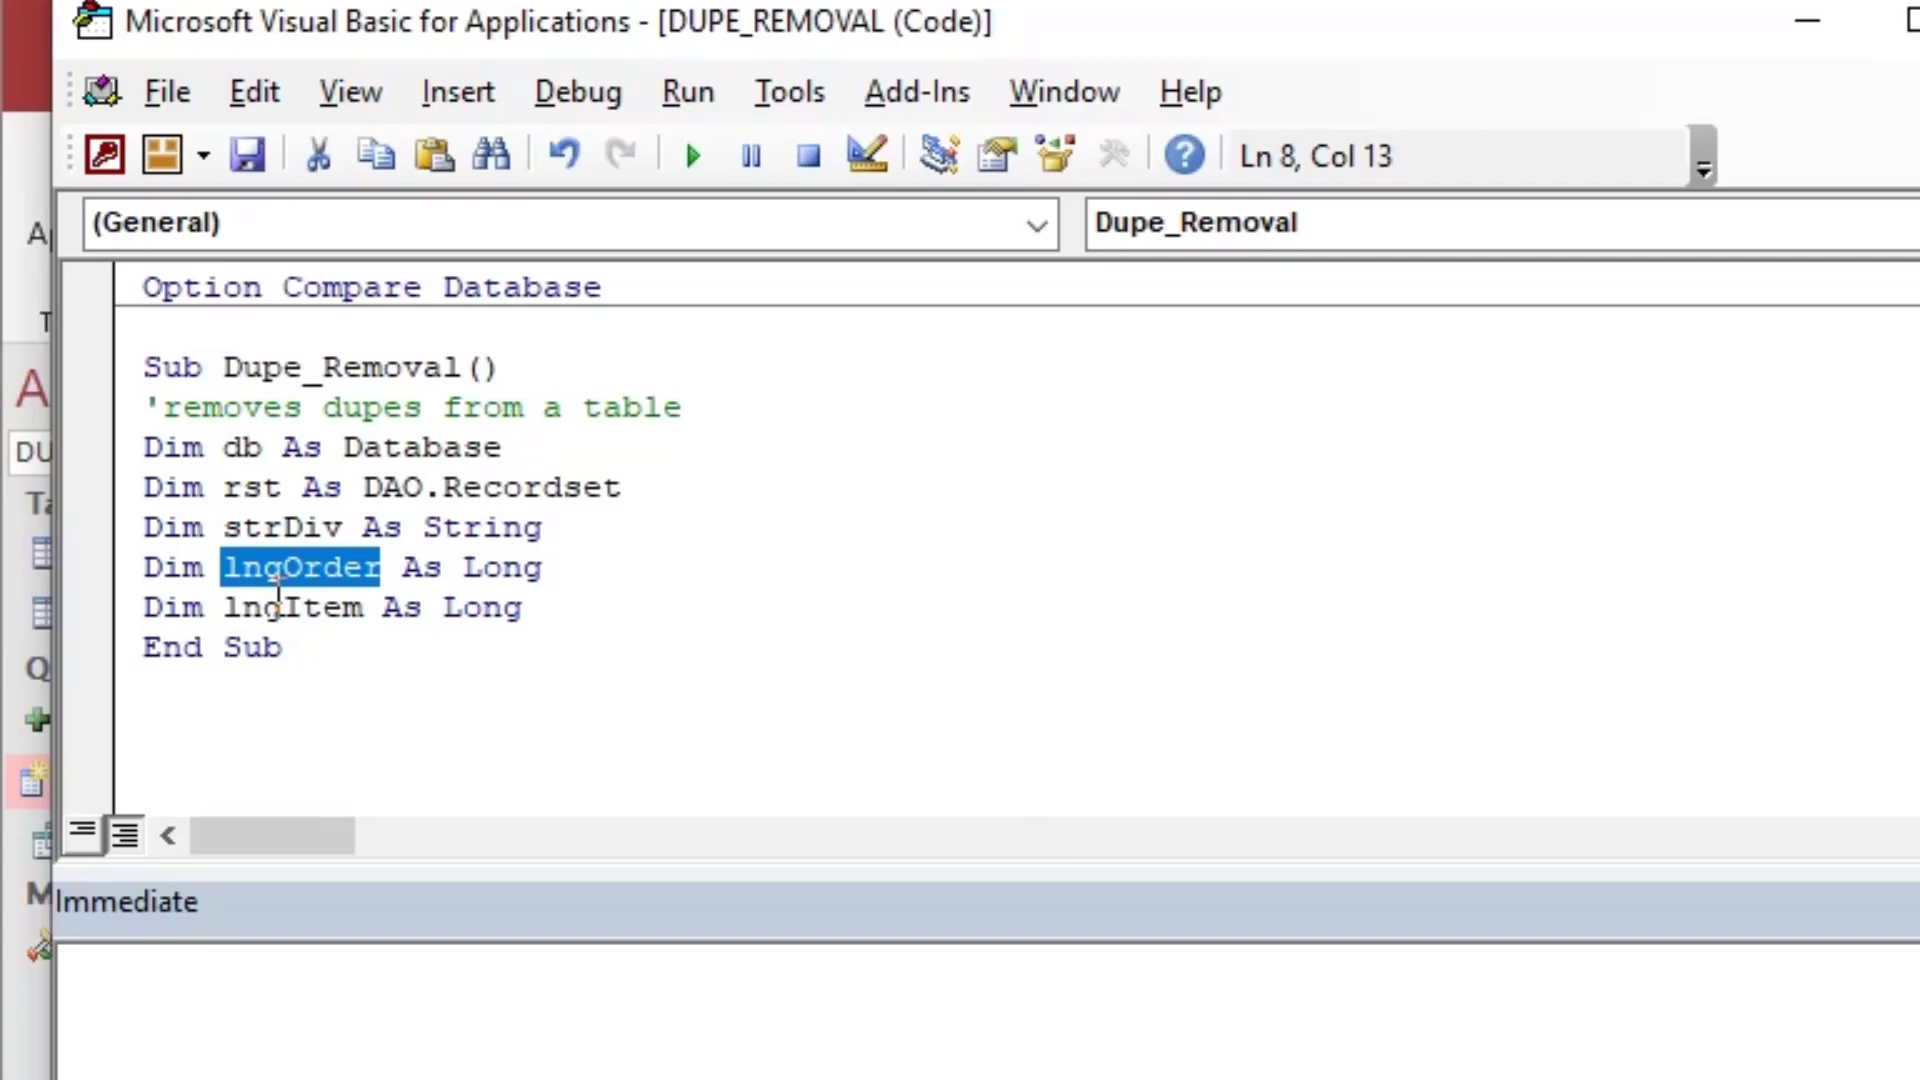 Microsoft Visual Basic for Applications - [DUPE_REMOVAL (Code)]
File Edit View Insert Debug Run Tools Add-Ins Window Help
Ln 8, Col 13
(General) Dupe_Removal
Option Compare Database
Sub Dupe_Removal()
'removes dupes from a table
Dim db As Database
Dim rst As DAO.Recordset
Dim strDiv As String
Dim lngOrder As Long
Dim lngItem As Long
End Sub
Immediate